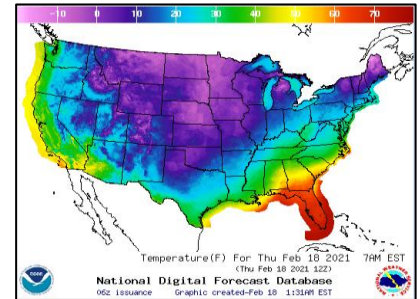 -10 0 10 20 30 40 50 60 70
Temperature(F) For Thu Feb 18 2021 7AM EST
(Thu Feb 18 2021 12Z)
National Digital Forecast Database
06z issuance Graphic created-Feb 18 1:31AM EST
NOAA